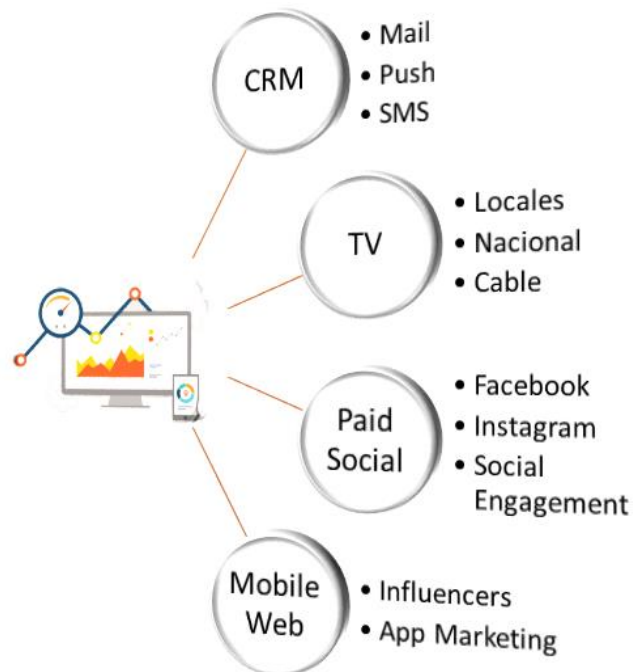 CRM
• Mail
• Push
• SMS
TV
• Locales
• Nacional
• Cable
Paid
Social
• Facebook
• Instagram
• Social
Engagement
Mobile
Web
• Influencers
• App Marketing